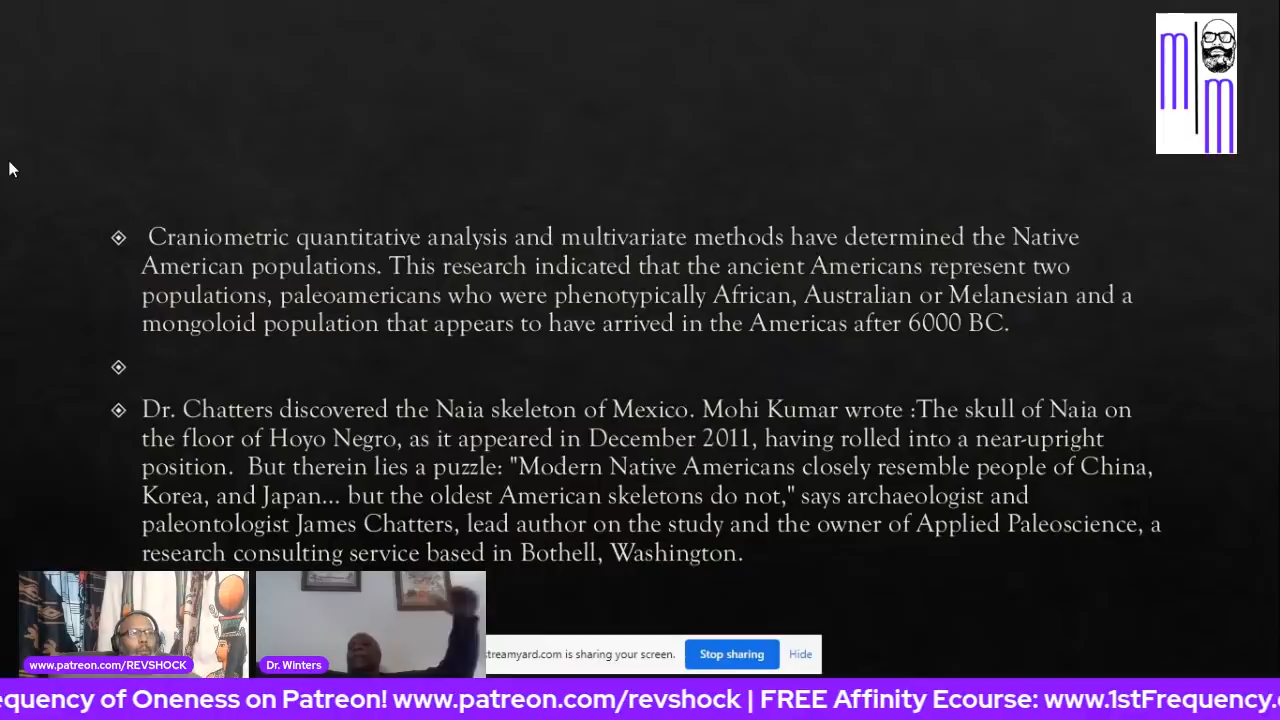 m
m
Craniometric quantitative analysis and multivariate methods have determined the Native
American populations. This research indicated that the ancient Americans represent two
populations, paleoamericans who were phenotypically African, Australian or Melanesian and a
mongoloid population that appears to have arrived in the Americas after 6000 BC.
Dr. Chatters discovered the Naia skeleton of Mexico. Mohi Kumar wrote :The skull of Naia on
the floor of Hoyo Negro, as it appeared in December 2011, having rolled into a near-upright
position. But therein lies a puzzle: "Modern Native Americans closely resemble people of China,
Korea, and Japan... but the oldest American skeletons do not," says archaeologist and
paleontologist James Chatters, lead author on the study and the owner of Applied Paleoscience, a
research consulting service based in Bothell, Washington.
www.patreon.com/REVSHOCK
Dr. Winters
streamyard.com is sharing your screen.
Stop sharing
Hide
equency of Oneness on Patreon! www.patreon.com/revshock | FREE Affinity Ecourse: www.1stFrequency.